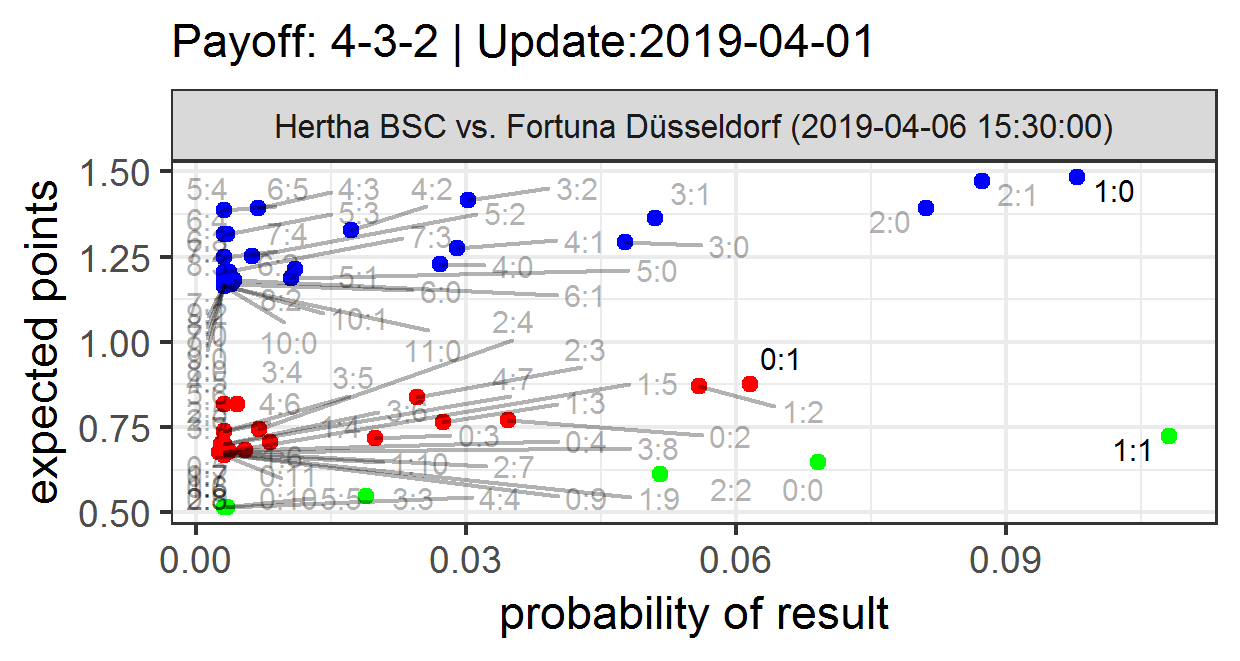 Payoff: 4-3-2 | Update:2019-04-01
Hertha BSC vs. Fortuna Düsseldorf (2019-04-06 15:30:00)
expected points
1.50
1.25
1.00
0.75
0.50
5:4 6:5 4:3 4:2 3:2 3:1 2:1 1:0
6:4 5:3 5:2 2:0
7:4 7:3 4:1 3:0
5:1 4:0 5:0
8:2 6:0 6:1
10:1 2:4
10:0 11:0 2:3 0:1
3:4 3:5 4:7 1:5
4:6 3:6 1:3 1:2
1:4 0:3 0:4 0:2
3:8 1:1
1:10 2:7
0:11
0:10 5:5 3:3 4:4 0:9 1:9 2:2 0:0
0.00 0.03 0.06 0.09
probability of result